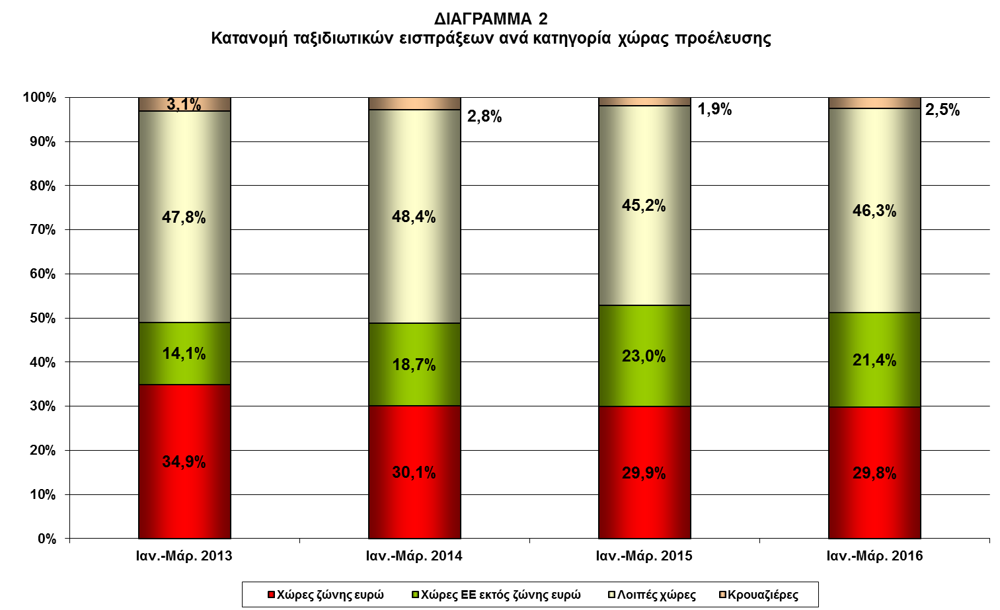 ΔΙΑΓΡΑΜΜΑ 2
Κατανομή ταξιδιωτικών εισπράξεων ανά κατηγορία χώρας προέλευσης
100%
90%
80%
70%
60%
50%
40%
30%
20%
10%
0%
3,1%
47,8%
14,1%
34,9%
2,8%
48,4%
18,7%
30,1%
1,9%
45,2%
23,0%
29,9%
2,5%
46,3%
21,4%
29,8%
Ιαν.-Μάρ. 2013
Ιαν.-Μάρ. 2014
Ιαν.-Μάρ. 2015
Ιαν.-Μάρ. 2016
Χώρες ζώνης ευρώ
Χώρες ΕΕ εκτός ζώνης ευρώ
Λοιπές χώρες
Κρουαζιέρες